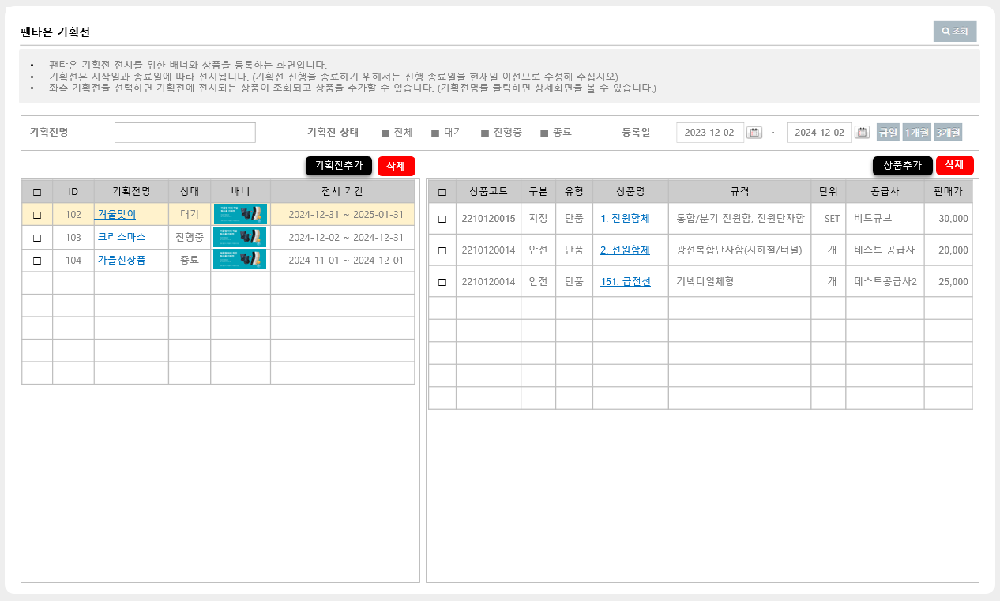 팬타온 기획전
조회
• 팬타온 기획전 전시를 위한 배너와 상품을 등록하는 화면입니다.
• 기획전은 시작일과 종료일에 따라 전시됩니다. (기획전 진행을 종료하기 위해서는 진행 종료일을 현재일 이전으로 수정해 주십시오)
• 좌측 기획전을 선택하면 기획전에 전시되는 상품이 조회되고 상품을 추가할 수 있습니다. (기획전명를 클릭하면 상세화면을 볼 수 있습니다.)
기획전명 기획전 상태 ■ 전체 ■ 대기 ■ 진행중 ■ 종료 등록일 2023-12-02 ~ 2024-12-02 금일 1개월 3개월
기획전추가 삭제
□ ID 기획전명 상태 배너 전시 기간
□ 102 겨울맞이 대기 2024-12-31 ~ 2025-01-31
□ 103 크리스마스 진행중 2024-12-02 ~ 2024-12-31
□ 104 가을신상품 죵료 2024-11-01 ~ 2024-12-01
상품추가 삭제
□ 상품코드 구분 유형 상품명 규격 단위 공급사 판매가
□ 2210120015 지정 단품 1. 전원함체 통합/분기 전원함, 전원단자함 SET 비트큐브 30,000
□ 2210120014 안전 단품 2. 전원함체 광전복합단자함(지하철/터널) 개 테스트 공급사 20,000
□ 2210120014 안전 단품 151. 급전선 커넥터일체형 개 테스트공급사2 25,000